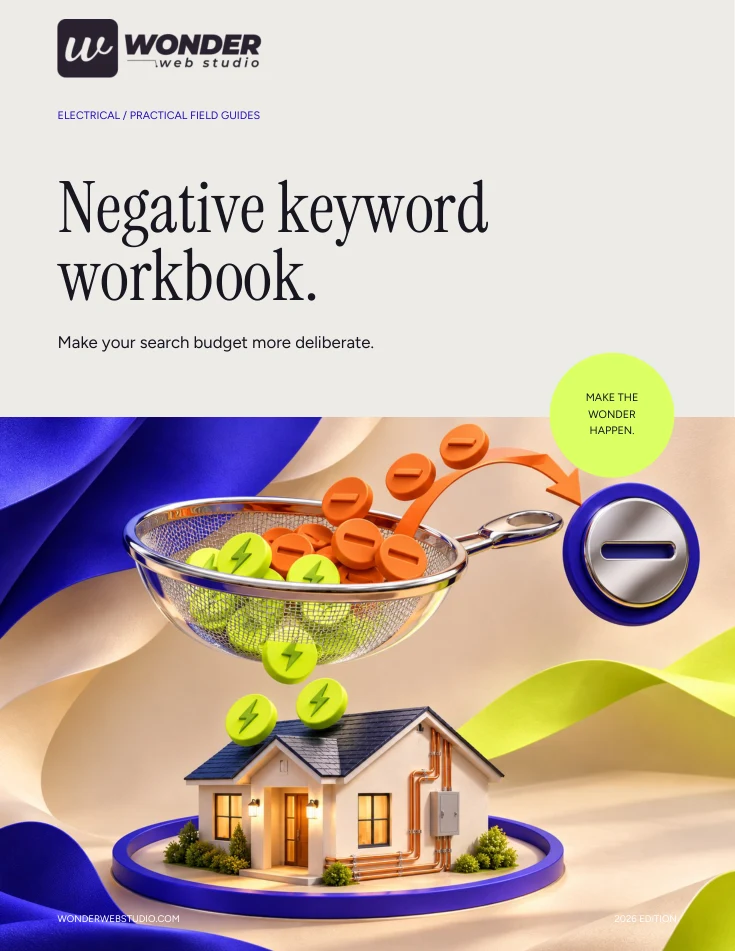 w WONDER
web studio
ELECTRICAL / PRACTICAL FIELD GUIDES
Negative keyword
workbook.
Make your search budget more deliberate.
MAKE THE
WONDER
HAPPEN.
WONDERWEBSTUDIO.COM
2026 EDITION